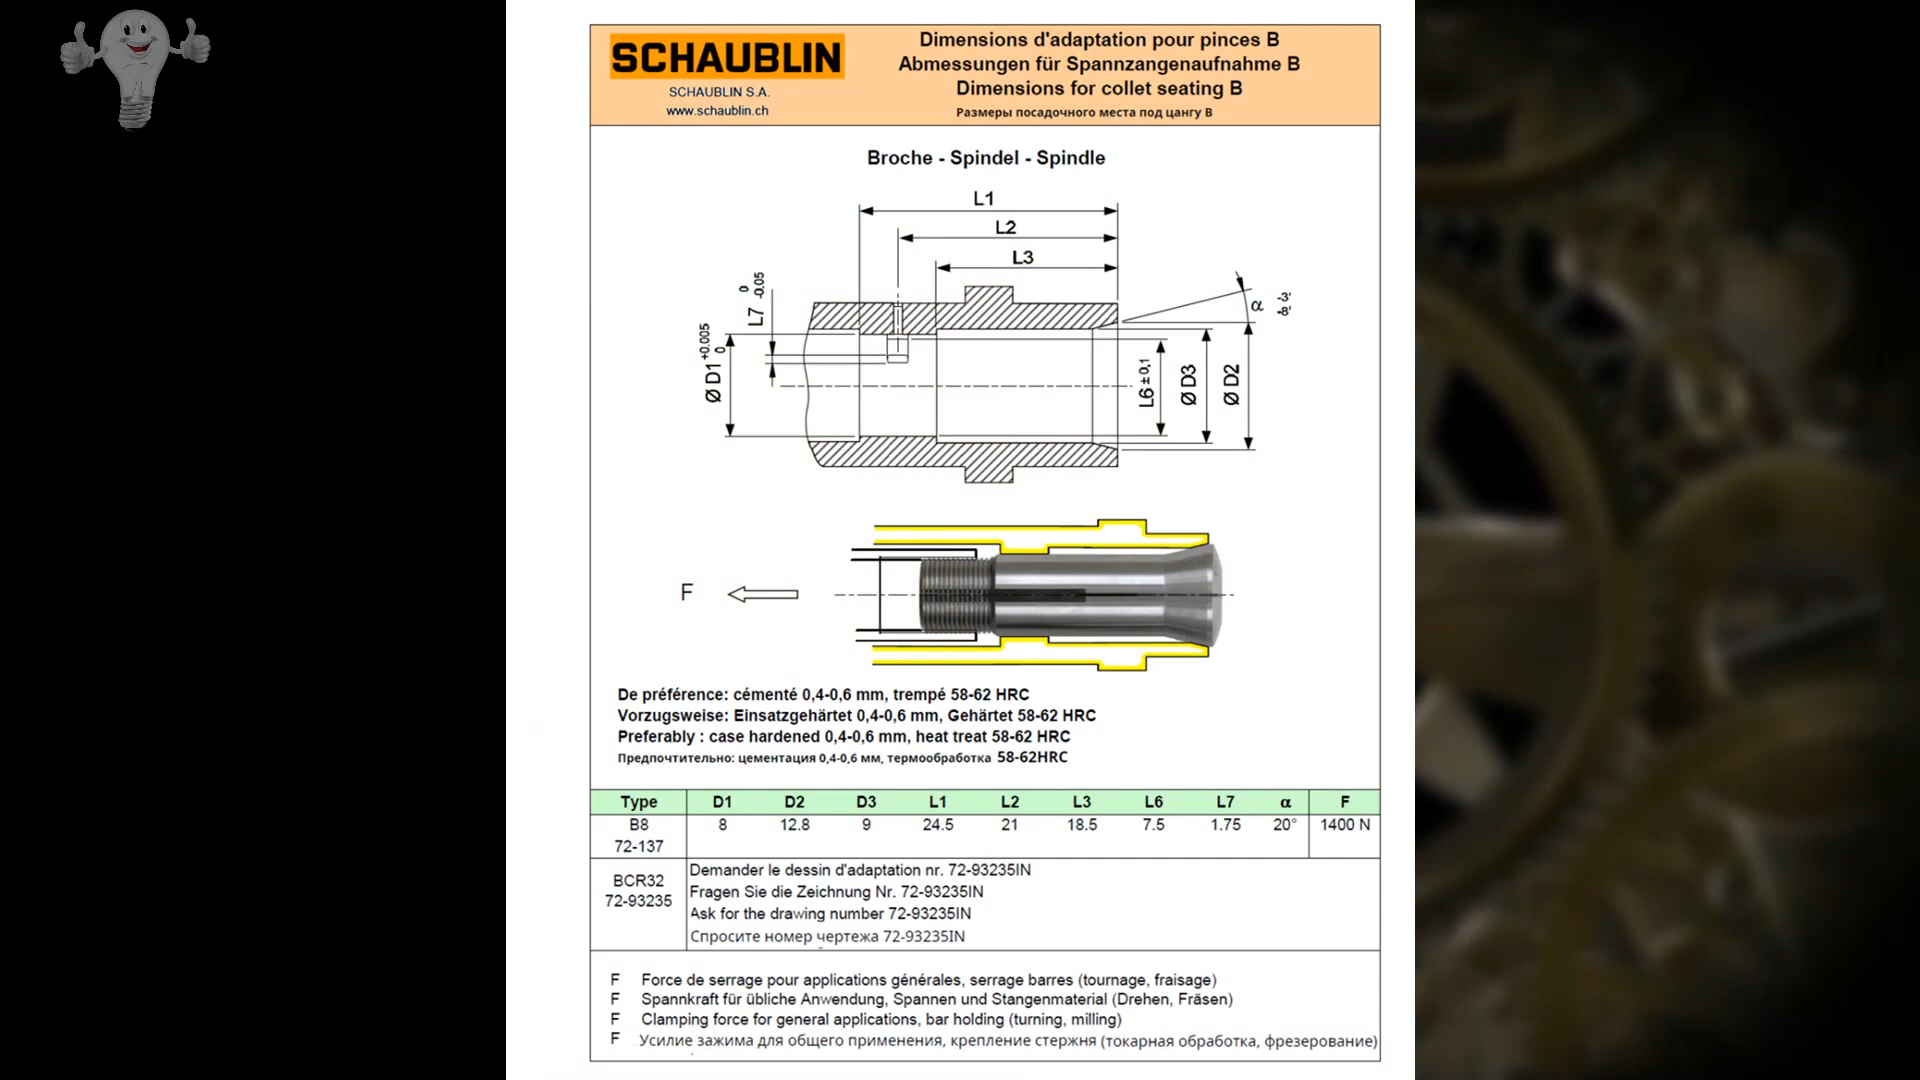 SCHAUBLIN
SCHAUBLIN S.A.
www.schaublin.ch
Dimensions d'adaptation pour pinces B
Abmessungen für Spannzangenaufnahme B
Dimensions for collet seating B
Размеры посадочного места под цангу B
Broche - Spindel - Spindle
L1
L2
L3
L7 0 -0.05
Ø D1 +0.005 0
α -3' -8'
L6 ± 0,1
Ø D3
Ø D2
F
De préférence: cémenté 0,4-0,6 mm, trempé 58-62 HRC
Vorzugsweise: Einsatzgehärtet 0,4-0,6 mm, Gehärtet 58-62 HRC
Preferably : case hardened 0,4-0,6 mm, heat treat 58-62 HRC
Предпочтительно: цементация 0,4-0,6 мм, термообработка 58-62HRC
Type D1 D2 D3 L1 L2 L3 L6 L7 α F
B8 8 12.8 9 24.5 21 18.5 7.5 1.75 20° 1400 N
72-137
BCR32
72-93235
Demander le dessin d'adaptation nr. 72-93235IN
Fragen Sie die Zeichnung Nr. 72-93235IN
Ask for the drawing number 72-93235IN
Спросите номер чертежа 72-93235IN
F Force de serrage pour applications générales, serrage barres (tournage, fraisage)
F Spannkraft für übliche Anwendung, Spannen und Stangenmaterial (Drehen, Fräsen)
F Clamping force for general applications, bar holding (turning, milling)
F Усилие зажима для общего применения, крепление стержня (токарная обработка, фрезерование)